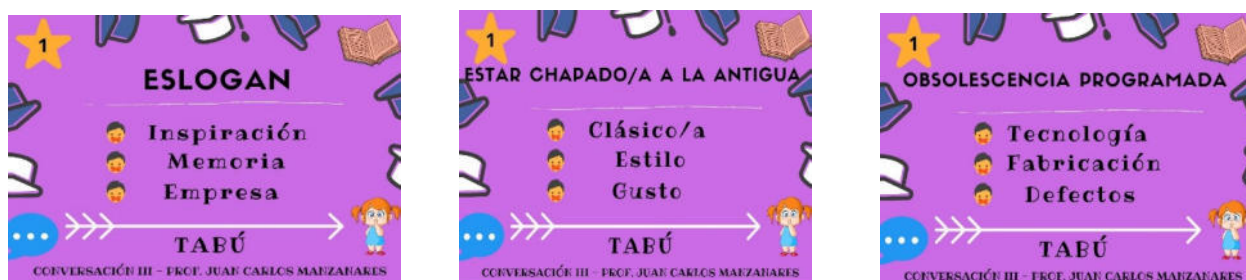 1
ESLOGAN
Inspiración
Memoria
Empresa
TABÚ
CONVERSACIÓN III - PROF. JUAN CARLOS MANZANARES
1
ESTAR CHAPADO/A A LA ANTIGUA
Clásico/a
Estilo
Gusto
TABÚ
CONVERSACIÓN III - PROF. JUAN CARLOS MANZANARES
1
OBSOLESCENCIA PROGRAMADA
Tecnología
Fabricación
Defectos
TABÚ
CONVERSACIÓN III - PROF. JUAN CARLOS MANZANARES